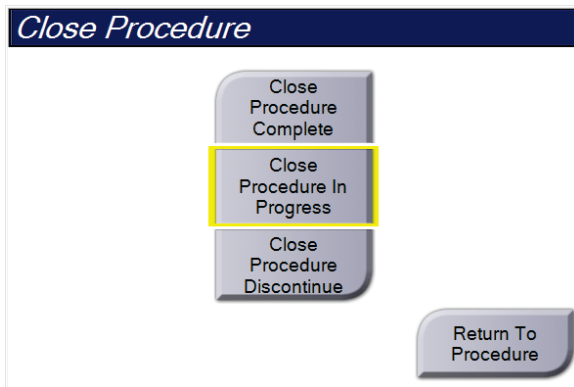 Close Procedure
Close
Procedure
Complete
Close
Procedure In
Progress
Close
Procedure
Discontinue
Return To
Procedure